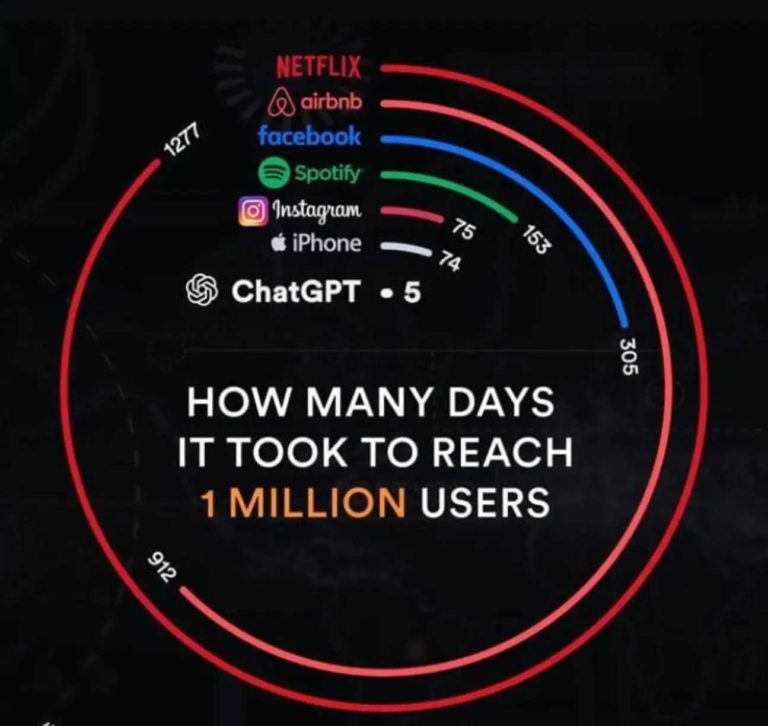 NETFLIX
airbnb
facebook
Spotify
Instagram
iPhone
ChatGPT • 5
74
75
153
305
912
1277
HOW MANY DAYS
IT TOOK TO REACH
1 MILLION USERS